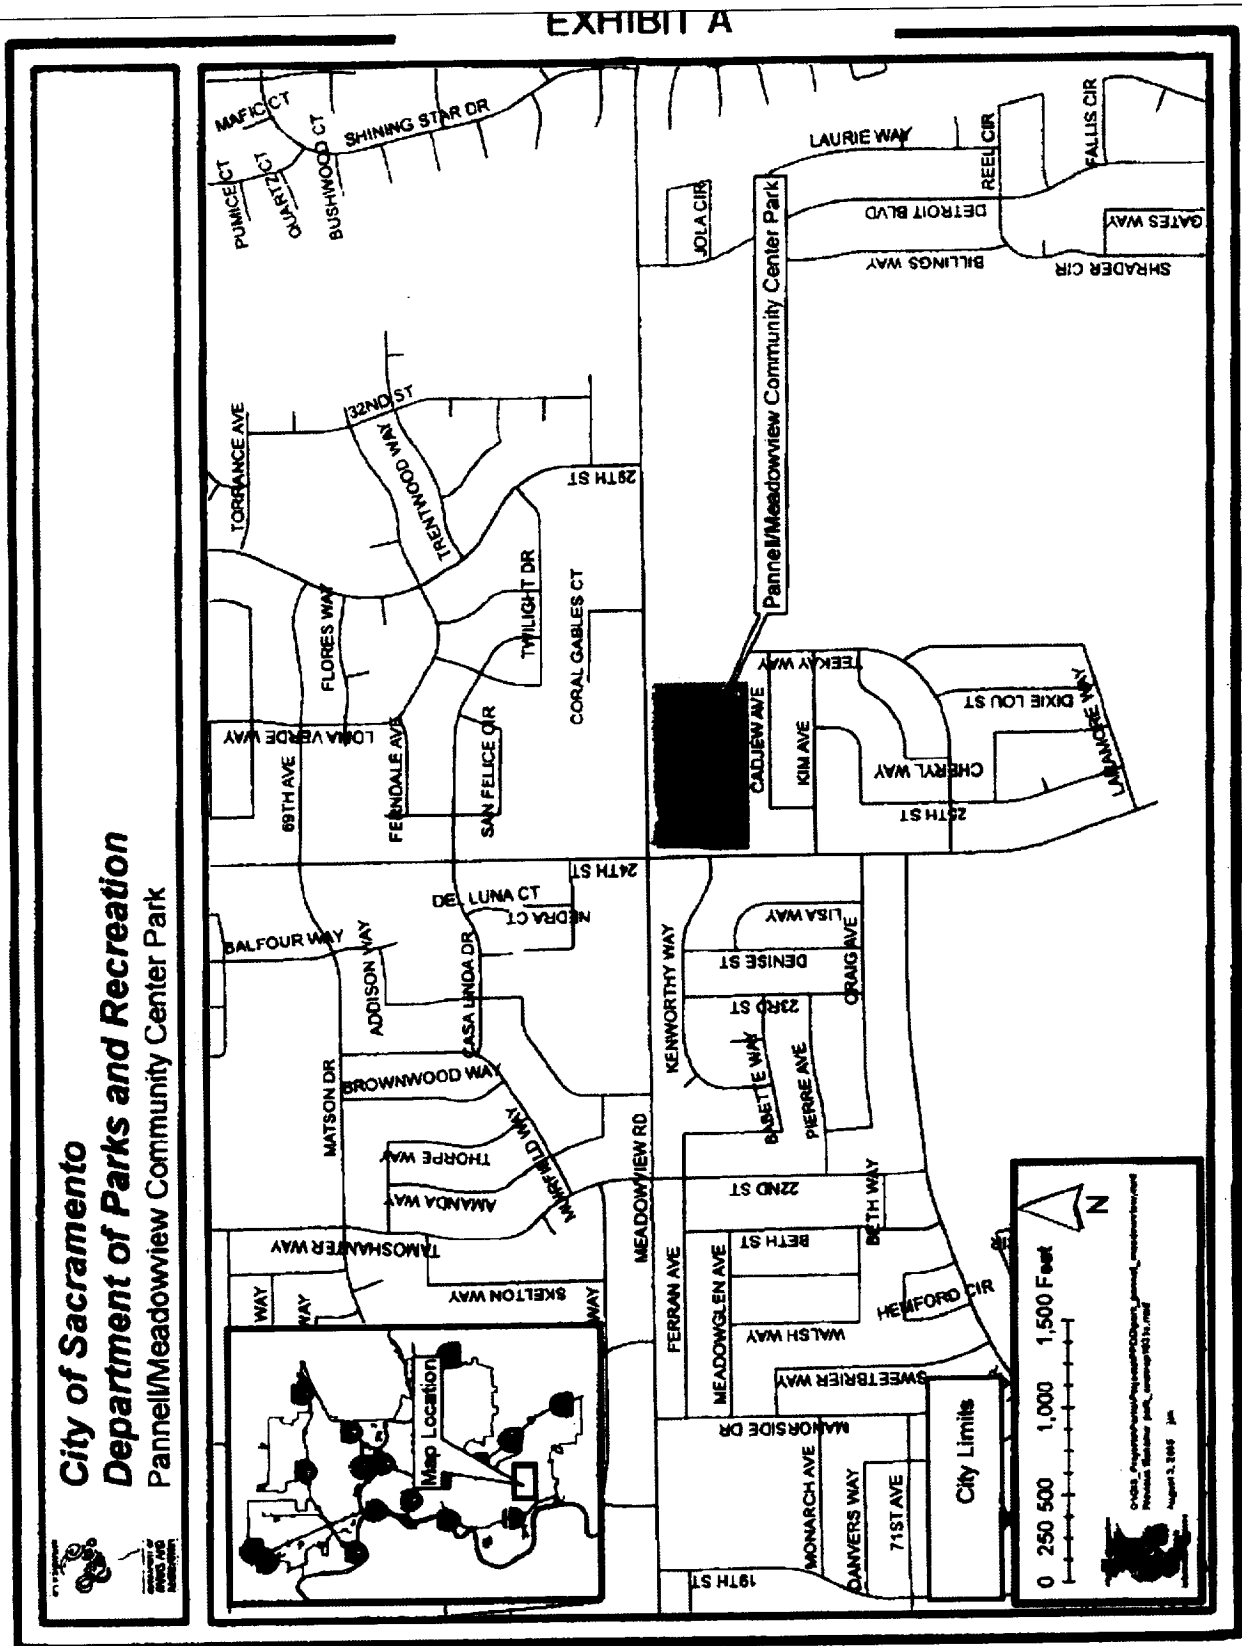 EXHIBIT A
City of Sacramento
Department of Parks and Recreation
Pannell/Meadowview Community Center Park
MAFIC CT
PUMICE CT
QUARTZ CT
BUSHWOOD CT
SHINING STAR DR
TORRANCE AVE
32ND ST
TRENTWOOD WAY
29TH ST
FLORES WAY
TWILIGHT DR
CORAL GABLES CT
LOMA VERDE WAY
69TH AVE
FERNDALE AVE
SAN FELICE CIR
24TH ST
DEL LUNA CT
NEDRA CT
BALFOUR WAY
ADDISON WAY
CASA LINDA DR
MATSON DR
BROWNWOOD WAY
THORPE WAY
AMANDA WAY
MUIRFIELD WAY
TAMOSHANTER WAY
SKELTON WAY
WAY
WAY
WAY
MEADOWVIEW RD
LAURIE WAY
REEL CIR
FALLIS CIR
JOLA CIR
DETROIT BLVD
GATES WAY
BILLINGS WAY
SHRADER CIR
Pannell/Meadowview Community Center Park
CADJEW AVE
KIM AVE
TEEKAY WAY
DIXIE LOU ST
CHERYL WAY
LARAMORE WAY
25TH ST
LISA WAY
KENWORTHY WAY
DENISE ST
CRAIG AVE
23RD ST
BABETTE WAY
PIERRE AVE
22ND ST
BETH WAY
BETH ST
FERRAN AVE
MEADOWGLEN AVE
WALSH WAY
HEMFORD CIR
SWEETBRIER WAY
MANORSIDE DR
MONARCH AVE
DANVERS WAY
71ST AVE
19TH ST
Map Location
City Limits
N
0 250 500 1,000 1,500 Feet
August 3, 2005 jm